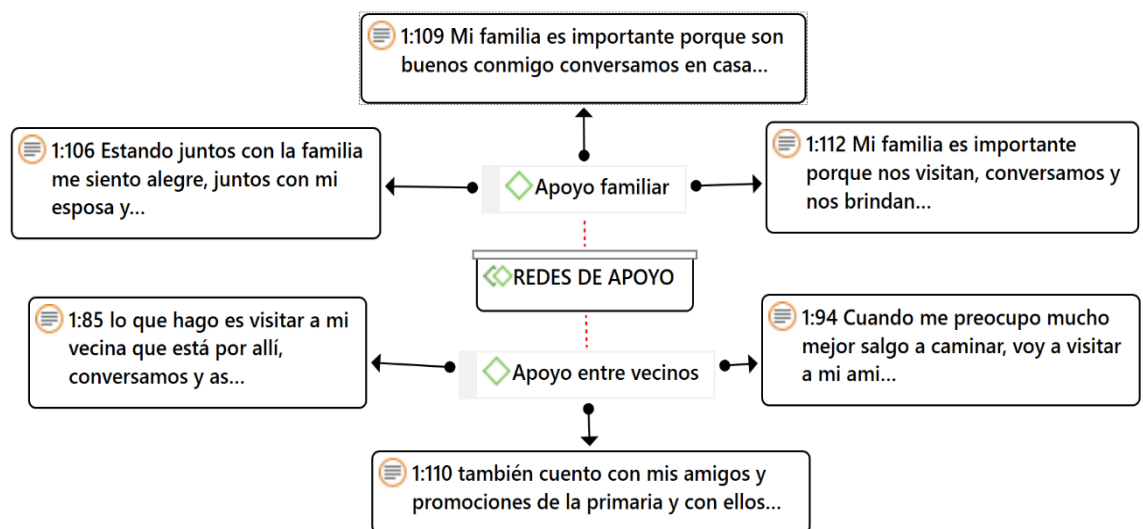 1:109 Mi familia es importante porque son
buenos conmigo conversamos en casa...
1:106 Estando juntos con la familia
me siento alegre, juntos con mi
esposa y...
Apoyo familiar
1:112 Mi familia es importante
porque nos visitan, conversamos y
nos brindan...
REDES DE APOYO
1:85 lo que hago es visitar a mi
vecina que está por allí,
conversamos y as...
Apoyo entre vecinos
1:94 Cuando me preocupo mucho
mejor salgo a caminar, voy a visitar
a mi ami...
1:110 también cuento con mis amigos y
promociones de la primaria y con ellos...